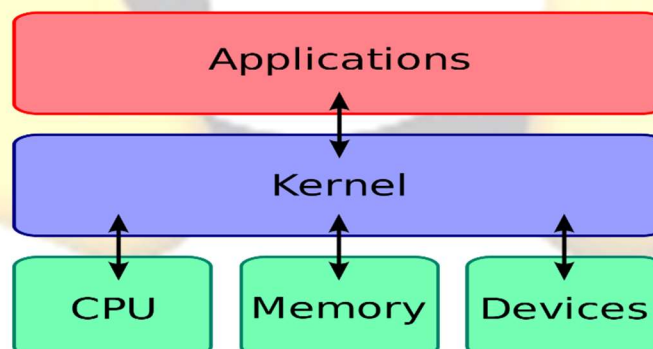 Applications
Kernel
CPU
Memory
Devices